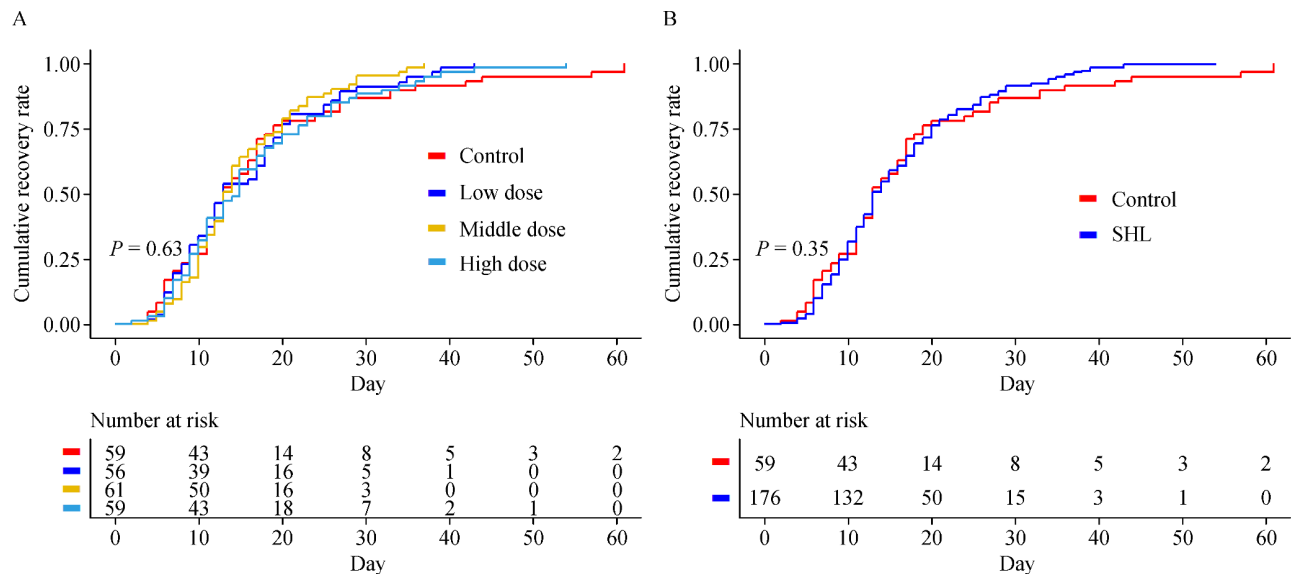 A
Cumulative recovery rate
1.00
0.75
0.50
0.25
0.00
P = 0.63
Control
Low dose
Middle dose
High dose
0 10 20 30 40 50 60
Day
Number at risk
59 43 14 8 5 3 2
56 39 16 5 1 0 0
61 50 16 3 0 0 0
59 43 18 7 2 1 0
0 10 20 30 40 50 60
Day
B
Cumulative recovery rate
1.00
0.75
0.50
0.25
0.00
P = 0.35
Control
SHL
0 10 20 30 40 50 60
Day
Number at risk
59 43 14 8 5 3 2
176 132 50 15 3 1 0
0 10 20 30 40 50 60
Day